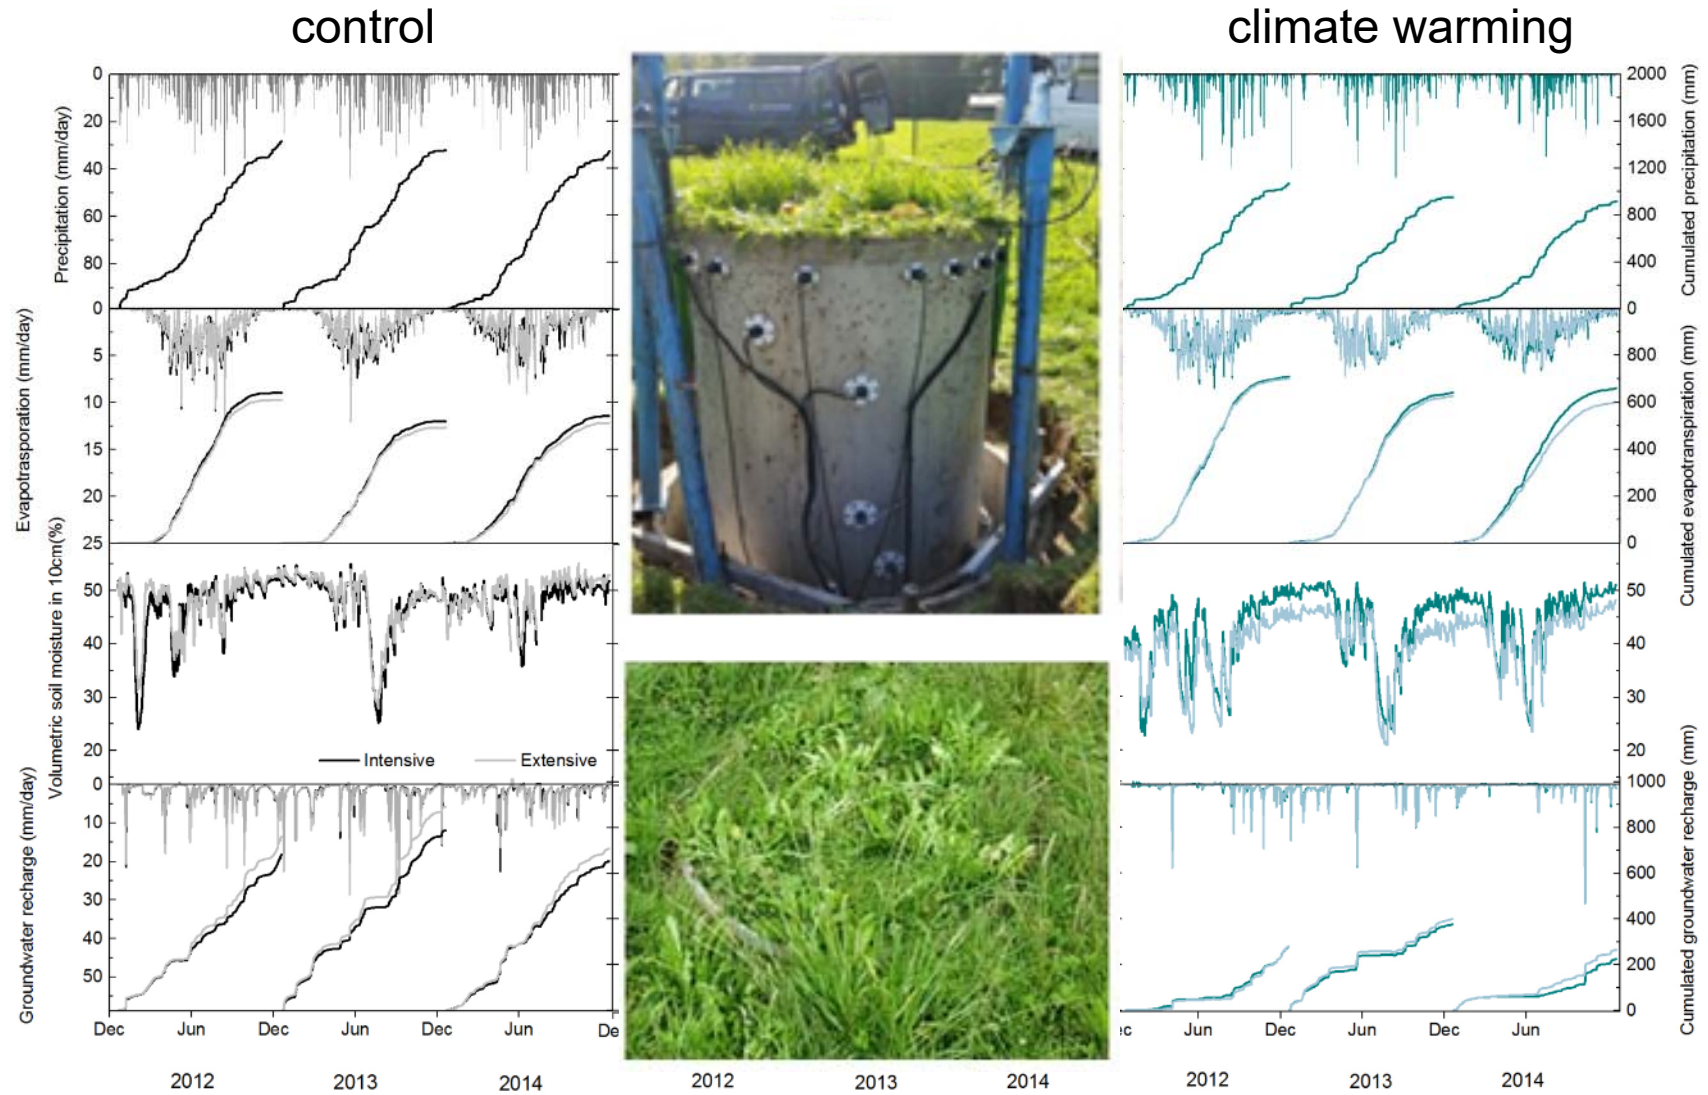 control
climate warming
0
20
40
60
80
0
Precipitation (mm/day)
2000
1600
1200
800
400
0
Cumulated precipitation (mm)
5
10
15
20
25
Evapotrasporation (mm/day)
800
600
400
200
0
Cumulated evapotranspiration (mm)
50
40
30
20
Volumetric soil moisture in 10cm(%)
Intensive
Extensive
50
40
30
20
0
10
20
30
40
50
Groundwater recharge (mm/day)
1000
800
600
400
200
0
Cumulated groundwater recharge (mm)
Dec Jun Dec Jun Dec Jun De
ec Jun Dec Jun Dec Jun
2012 2013 2014
2012 2013 2014
2012 2013 2014